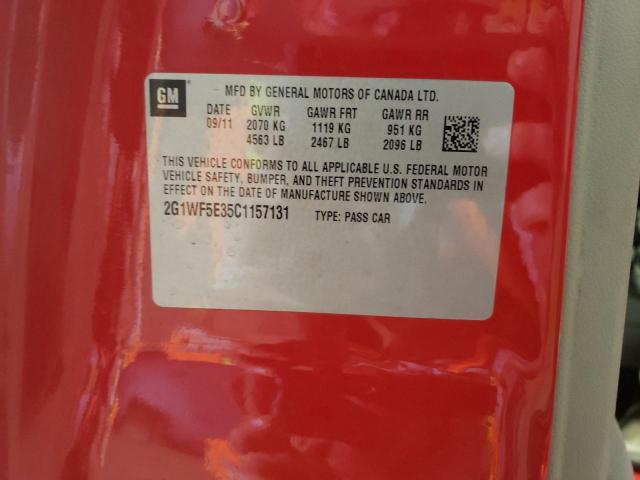 GM ® MFD BY GENERAL MOTORS OF CANADA LTD.
DATE GVWR GAWR FRT GAWR RR
09/11 2070 KG 1119 KG 951 KG
4563 LB 2467 LB 2096 LB
THIS VEHICLE CONFORMS TO ALL APPLICABLE U.S. FEDERAL MOTOR
VEHICLE SAFETY, BUMPER, AND THEFT PREVENTION STANDARDS IN
EFFECT ON THE DATE OF MANUFACTURE SHOWN ABOVE.
2G1WF5E35C1157131 TYPE: PASS CAR